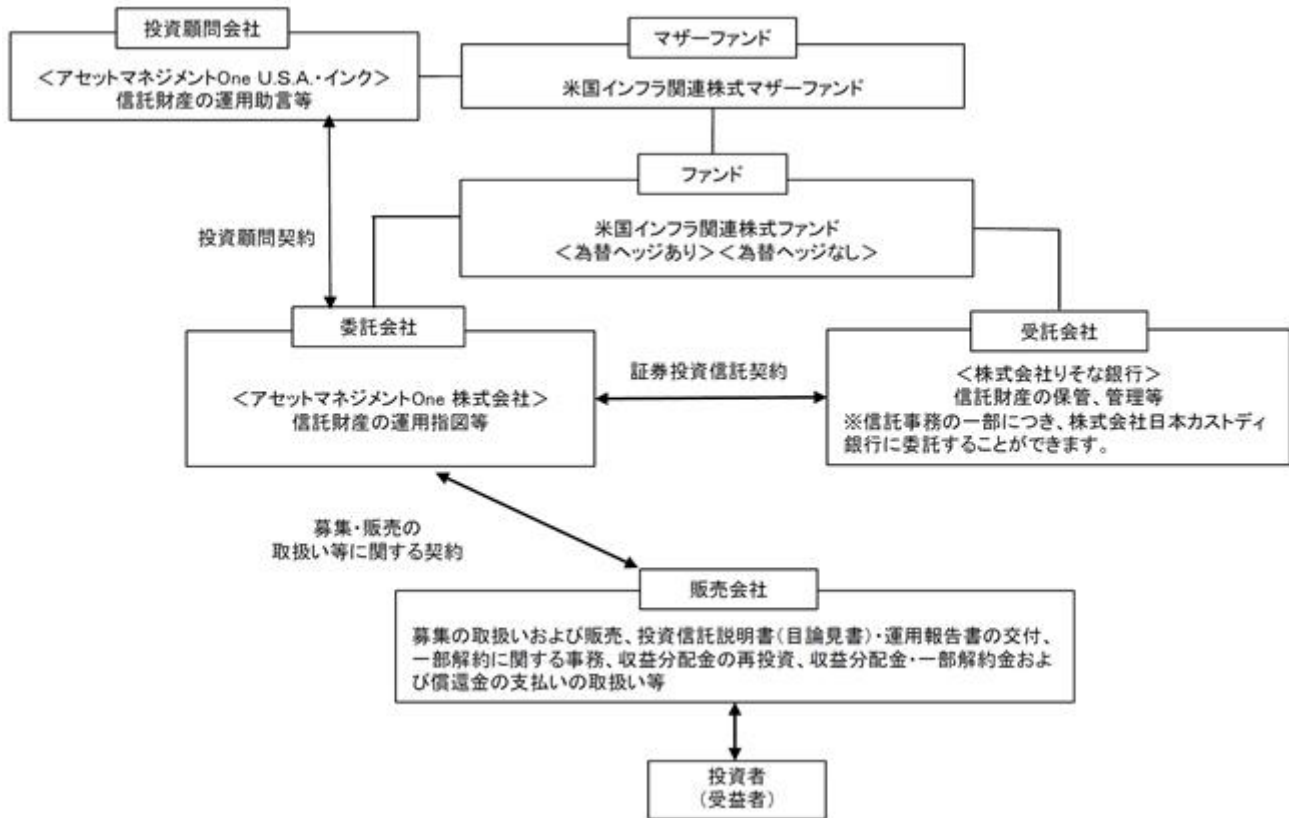 投資顧問会社
<アセットマネジメントOne U.S.A.・インク>
信託財産の運用助言等
マザーファンド
米国インフラ関連株式マザーファンド
ファンド
米国インフラ関連株式ファンド
<為替ヘッジあり><為替ヘッジなし>
投資顧問契約
委託会社
<アセットマネジメントOne 株式会社>
信託財産の運用指図等
証券投資信託契約
受託会社
<株式会社りそな銀行>
信託財産の保管、管理等
※信託事務の一部につき、株式会社日本カストディ
銀行に委託することができます。
募集・販売の
取扱い等に関する契約
販売会社
募集の取扱いおよび販売、投資信託説明書(目論見書)・運用報告書の交付、
一部解約に関する事務、収益分配金の再投資、収益分配金・一部解約金およ
び償還金の支払いの取扱い等
投資者
(受益者)